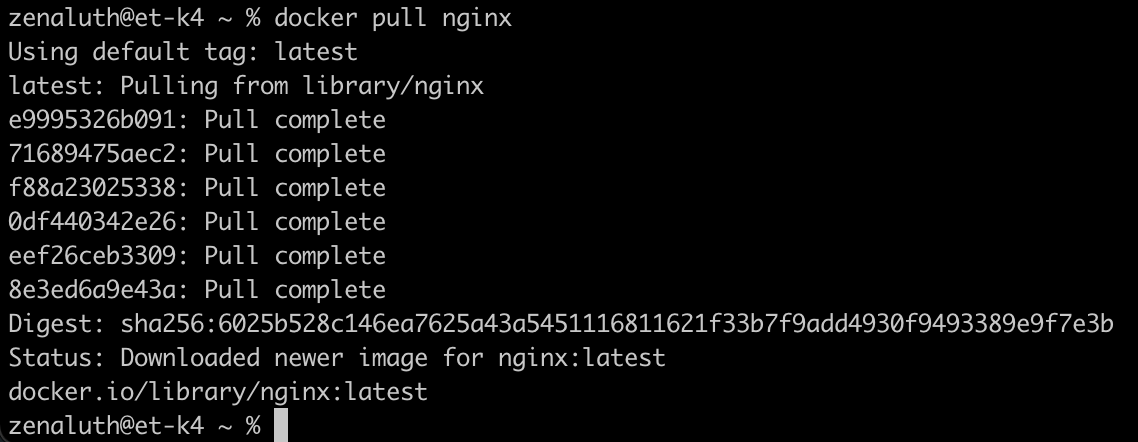 zenaluth@et-k4 ~ % docker pull nginx
Using default tag: latest
latest: Pulling from library/nginx
e9995326b091: Pull complete
71689475aec2: Pull complete
f88a23025338: Pull complete
0df440342e26: Pull complete
eef26ceb3309: Pull complete
8e3ed6a9e43a: Pull complete
Digest: sha256:6025b528c146ea7625a43a5451116811621f33b7f9add4930f9493389e9f7e3b
Status: Downloaded newer image for nginx:latest
docker.io/library/nginx:latest
zenaluth@et-k4 ~ %